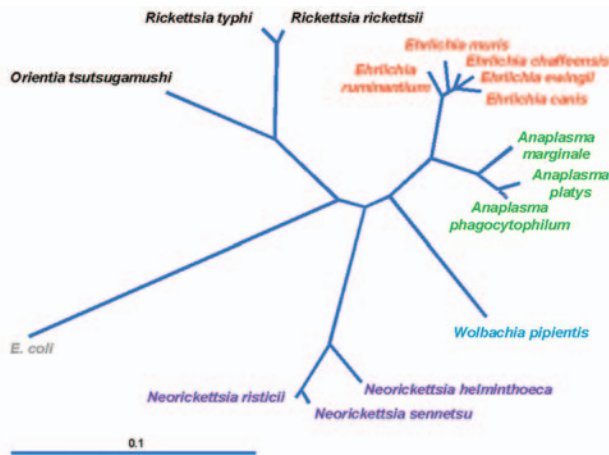 Rickettsia typhi
Rickettsia rickettsii
Orientia tsutsugamushi
Ehrlichia muris
Ehrlichia chaffeensis
Ehrlichia ewingii
Ehrlichia
ruminantium
Ehrlichia canis
Anaplasma
marginale
Anaplasma
platys
Anaplasma
phagocytophilum
Wolbachia pipientis
E. coli
Neorickettsia helminthoeca
Neorickettsia risticii
Neorickettsia sennetsu
0.1